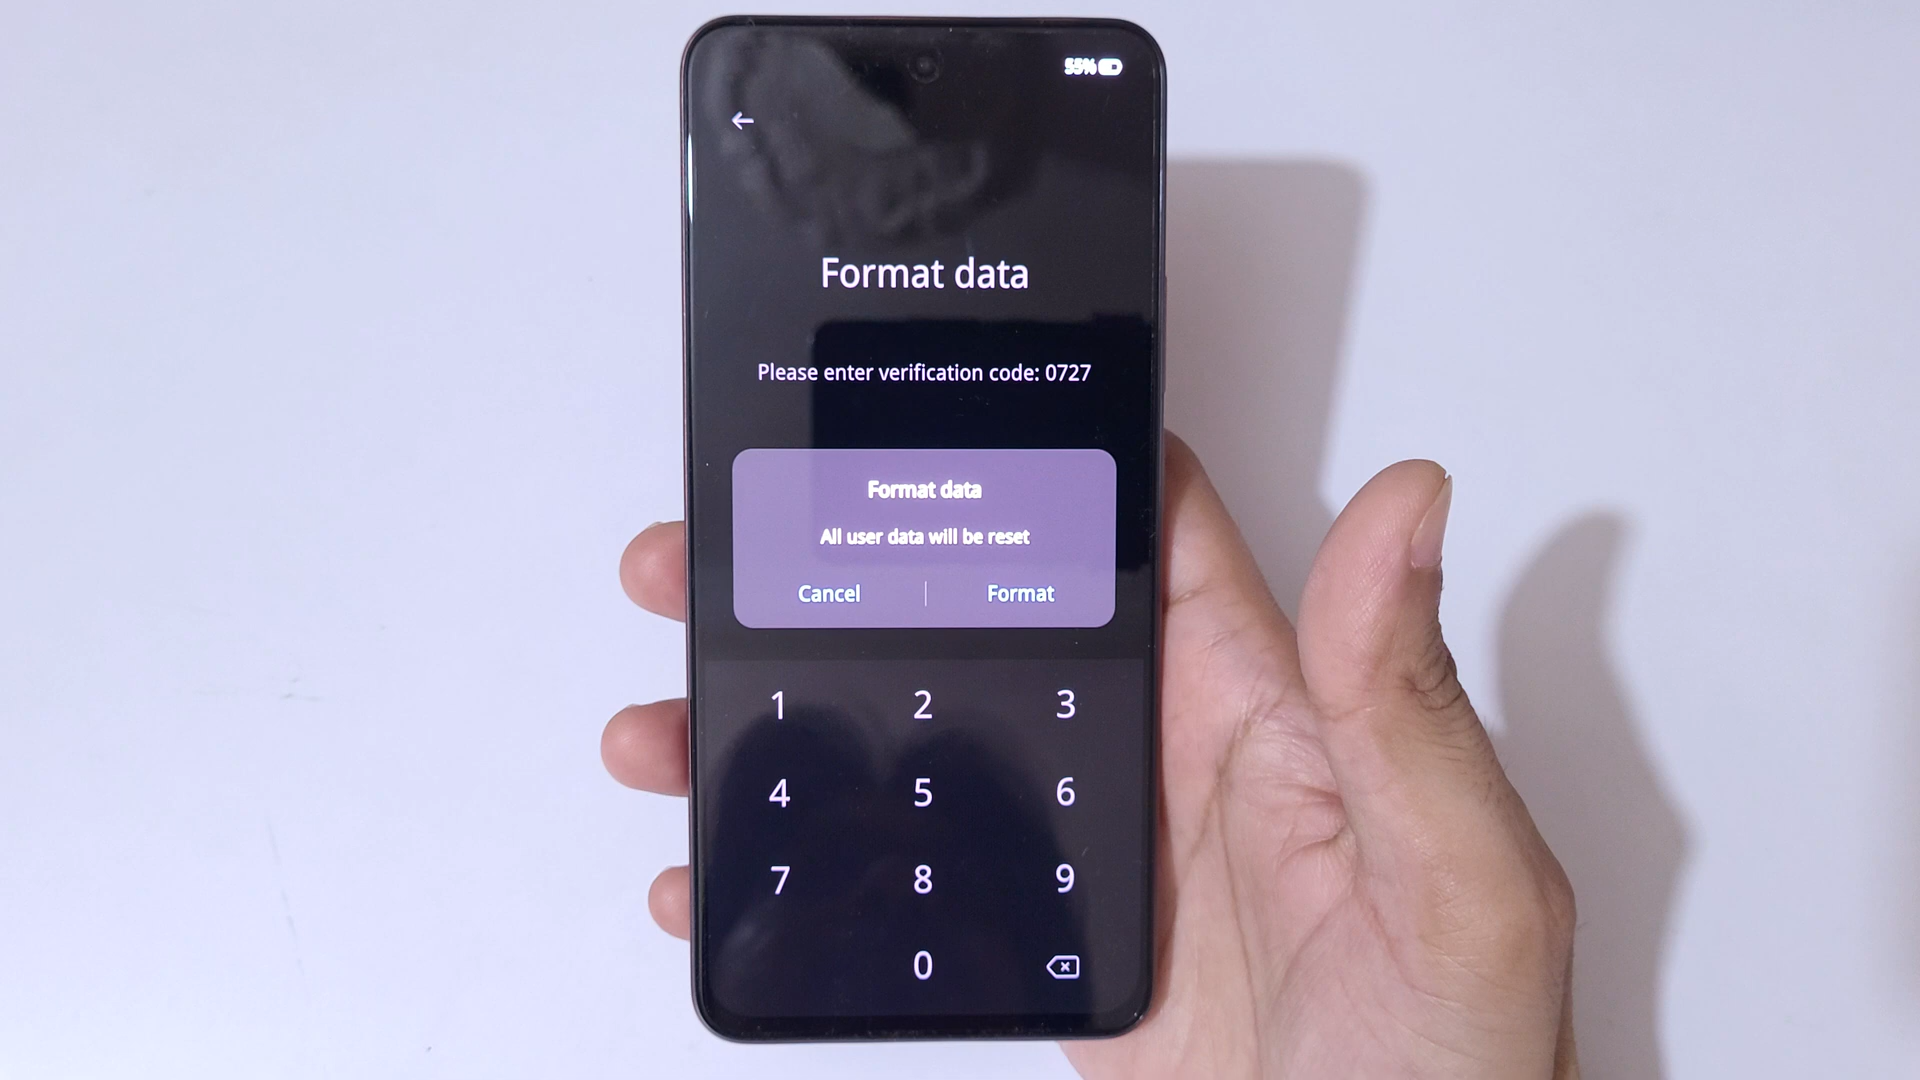 55%
Format data
Please enter verification code: 0727
Format data
All user data will be reset
Cancel | Format
1 2 3
4 5 6
7 8 9
0